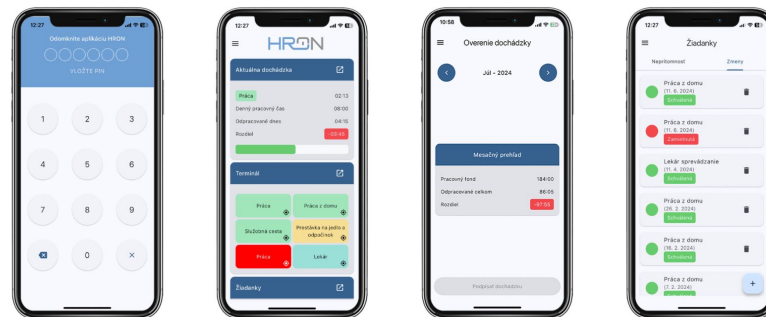 12:27
Odomknite aplikáciu HRON
VLOŽTE PIN
1 2 3
4 5 6
7 8 9
0 ×
12:27
HRON
Aktuálna dochádzka
Práca 02:13
Denný pracovný čas 08:00
Odpracované dnes 04:15
Rozdiel -03:45
Terminál
Práca
Práca z domu
Služobná cesta
Prestávka na jedlo a
odpočinok
Práca
Lekár
Žiadanky
10:58
Overenie dochádzky
Júl - 2024
Mesačný prehľad
Pracovný fond 184:00
Odpracované celkom 86:05
Rozdiel -97:55
Podpísať dochádzku
12:27
Žiadanky
Neprítomnosť Zmeny
Práca z domu
(11. 6. 2024)
Schválená
Práca z domu
(11. 6. 2024)
Zamietnutá
Lekár sprevádzanie
(11. 4. 2024)
Schválená
Práca z domu
(26. 2. 2024)
Schválená
Práca z domu
(16. 2. 2024)
Schválená
Práca z domu
(7. 2. 2024)
+